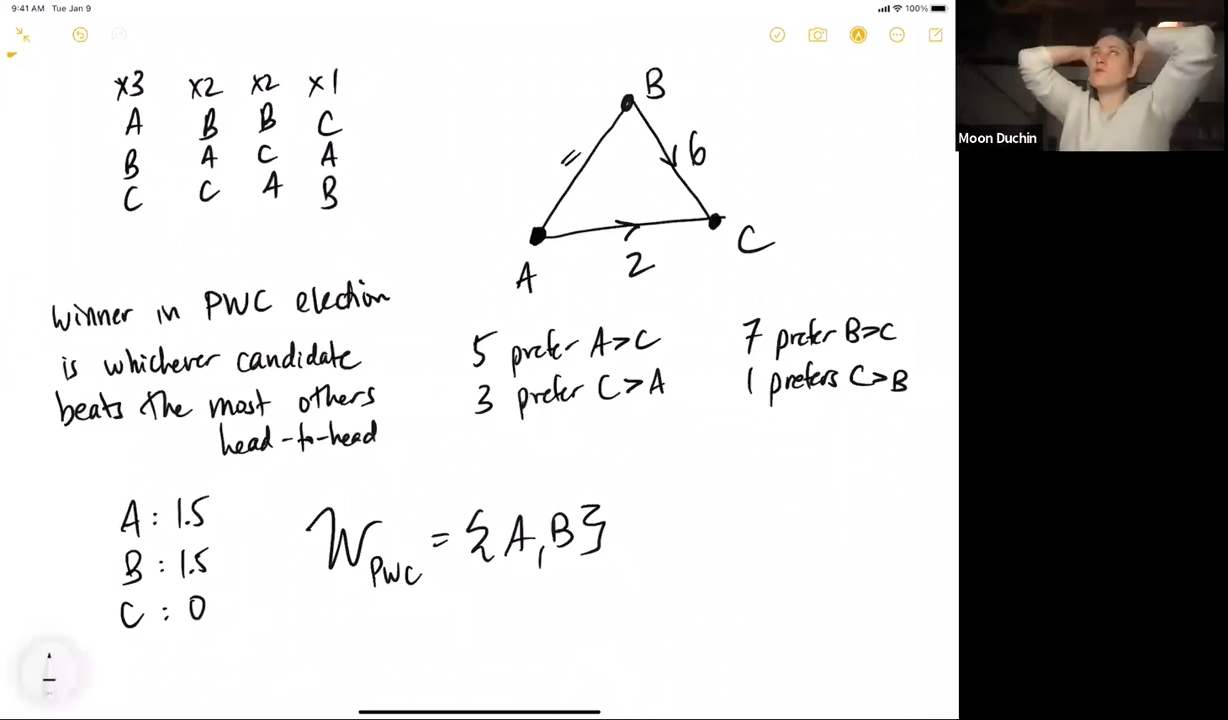 9:41 AM Tue Jan 9
100%
x3 x2 x2 x1
A B B C
B A C A
C C A B
B
= 6
A 2 C
Winner in PWC election
is whichever candidate
beats the most others
head-to-head
5 prefer A>C
3 prefer C>A
7 prefer B>C
1 prefers C>B
A: 1.5
B: 1.5
C: 0
W_PWC = {A, B}
Moon Duchin